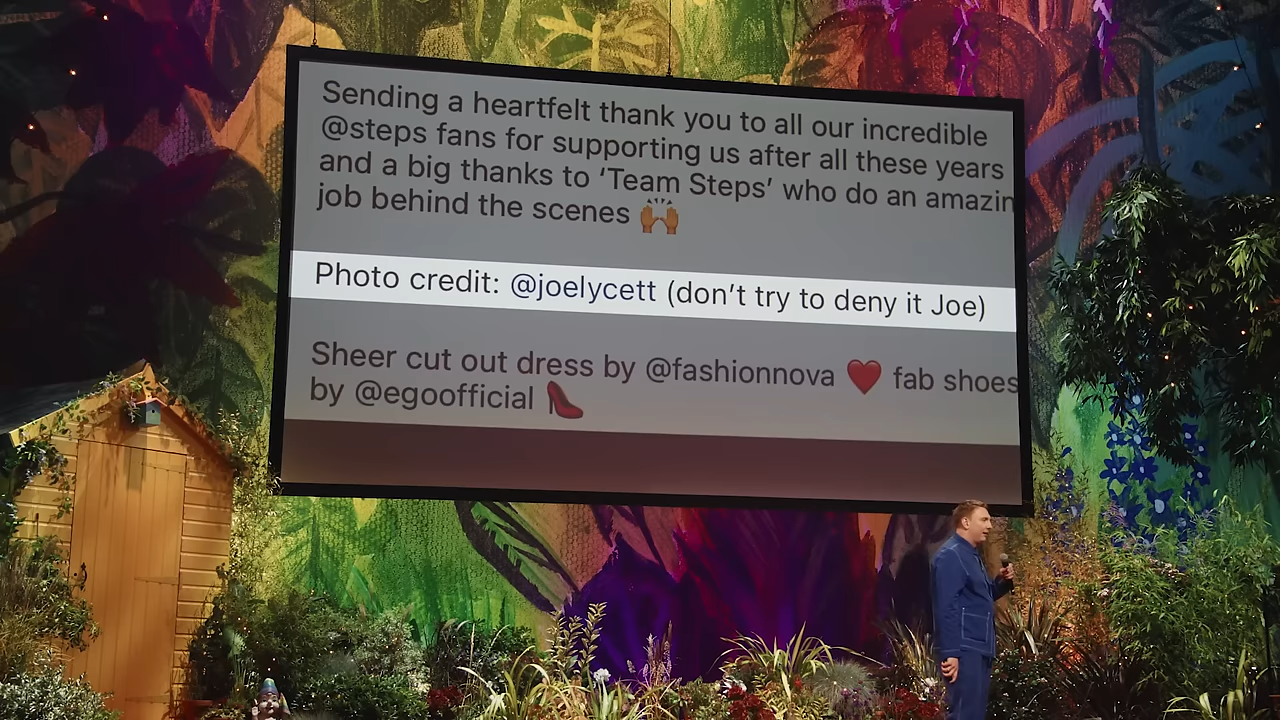 Sending a heartfelt thank you to all our incredible
@steps fans for supporting us after all these years
and a big thanks to ‘Team Steps’ who do an amazin
job behind the scenes 🙌
Photo credit: @joelycett (don’t try to deny it Joe)
Sheer cut out dress by @fashionnova ❤️ fab shoes
by @egoofficial 👠